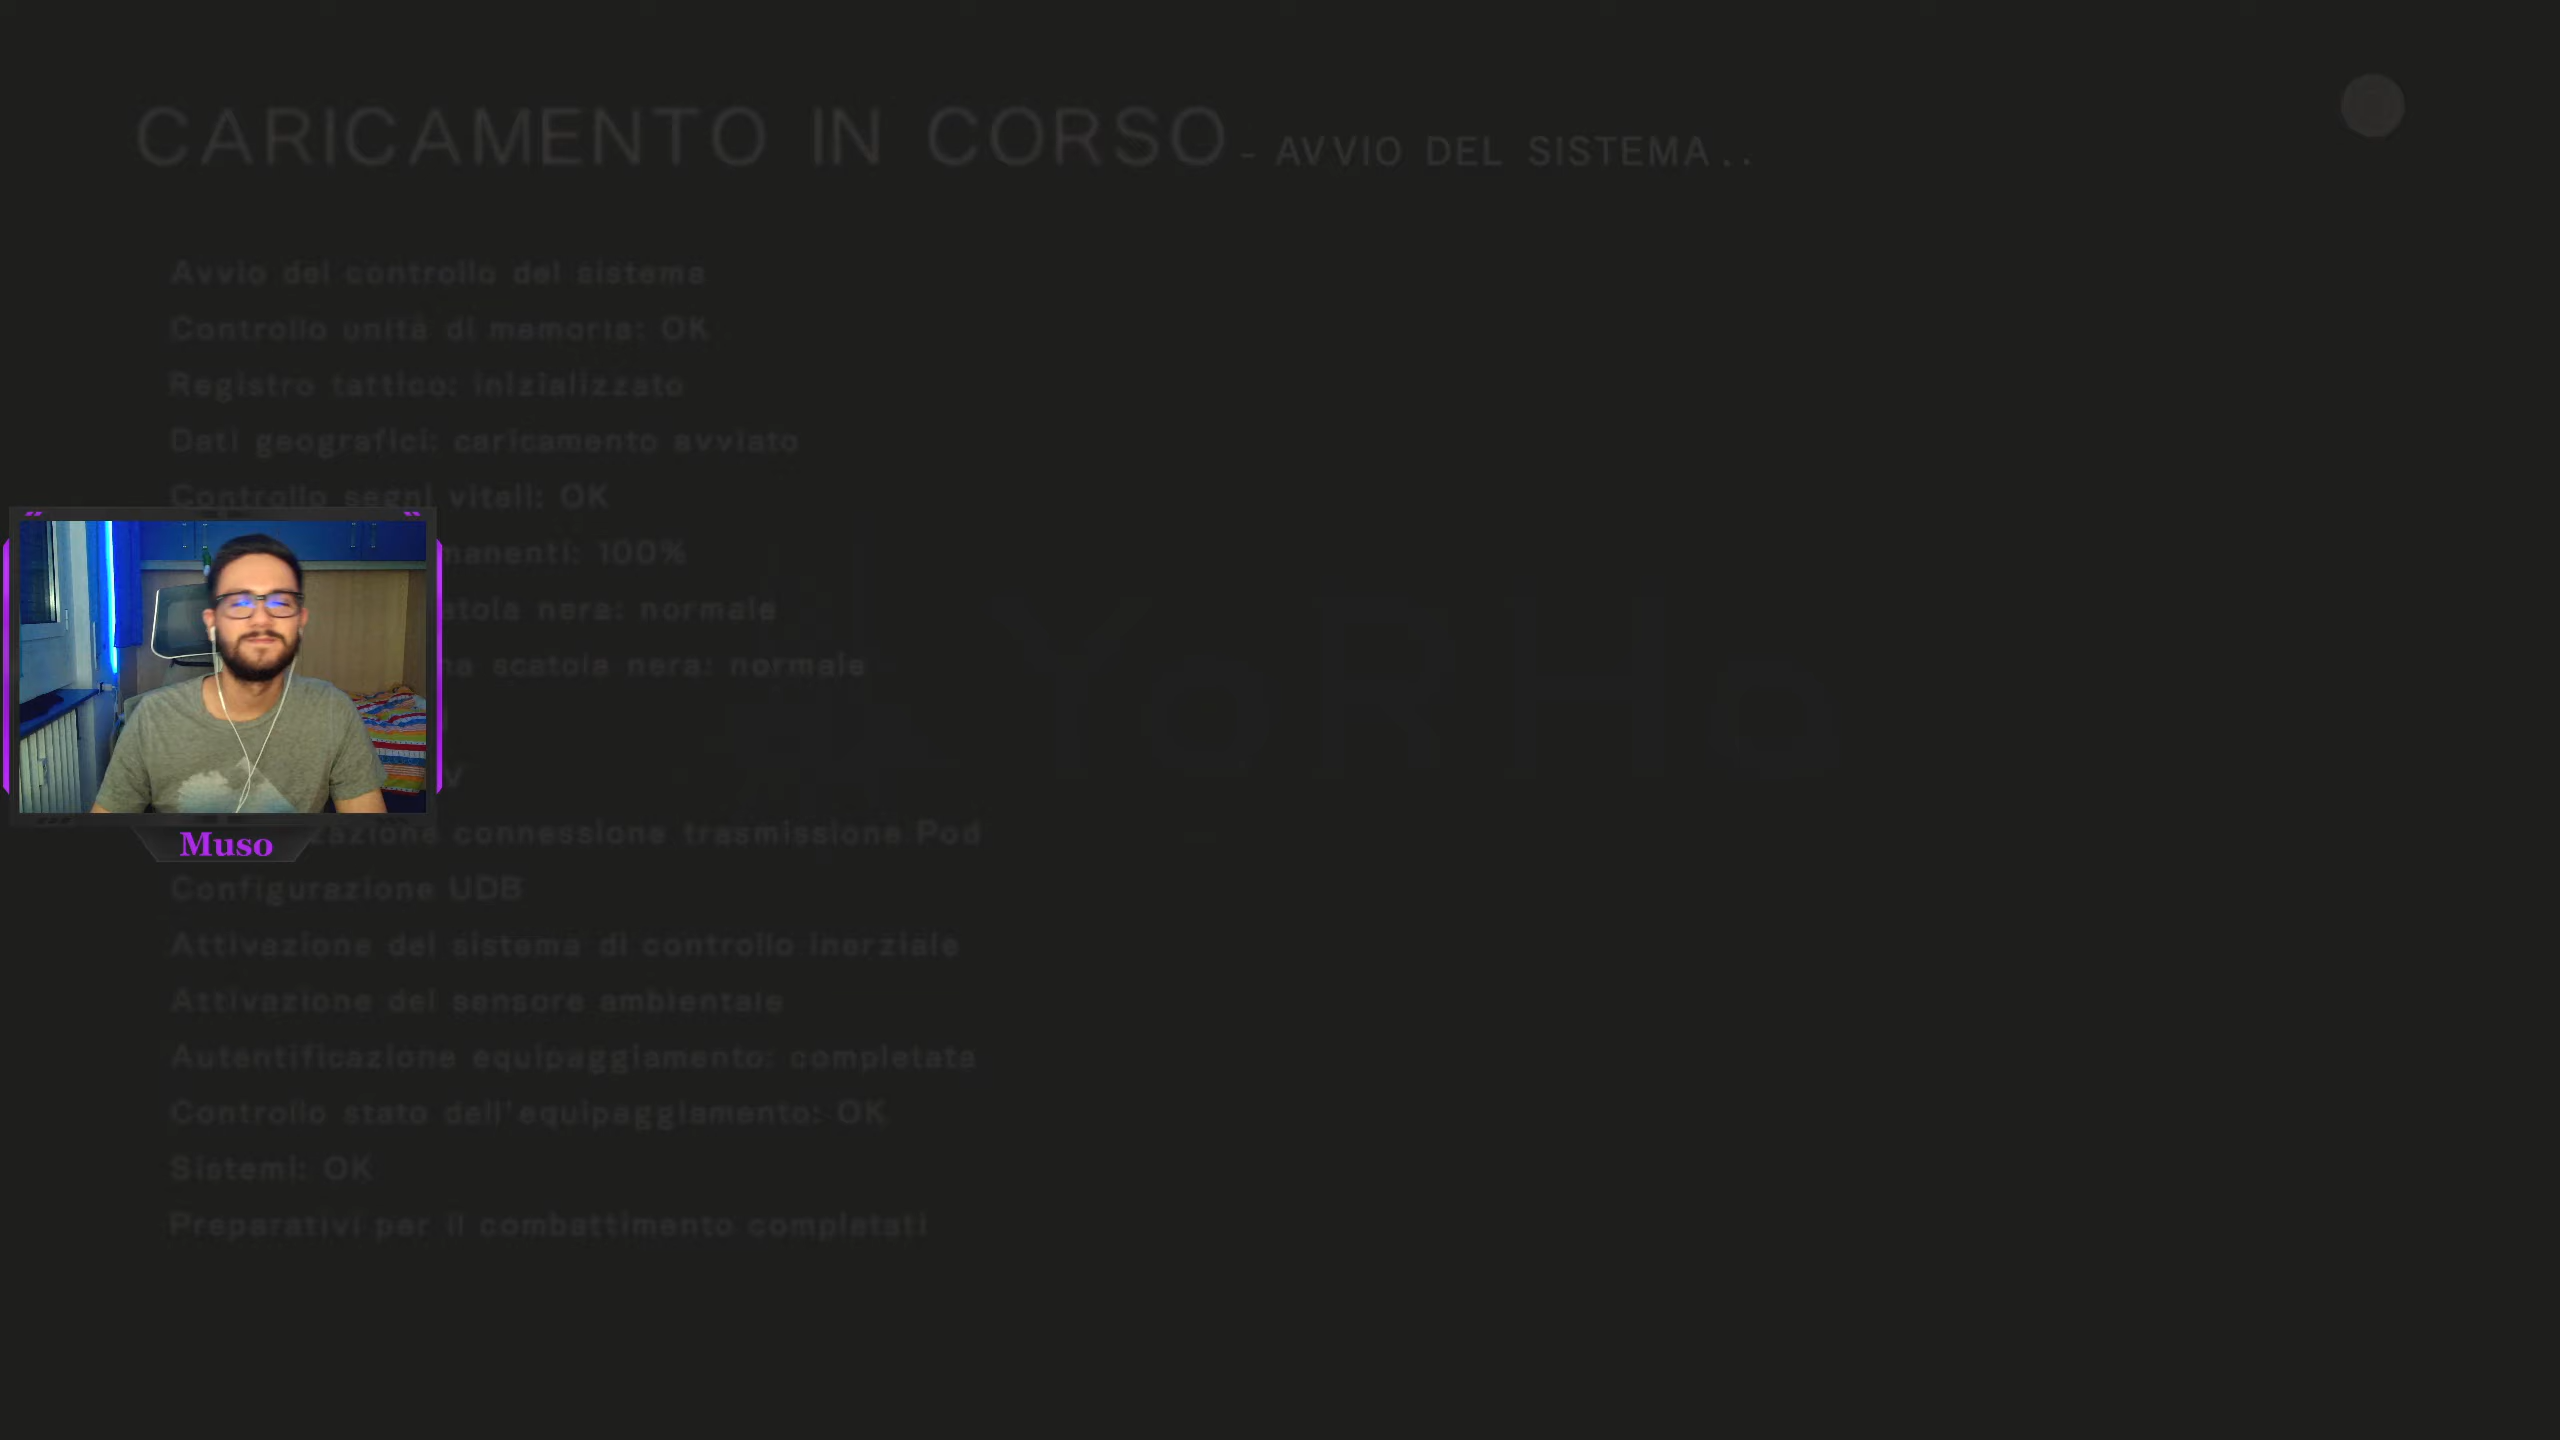 CARICAMENTO IN CORSO - AVVIO DEL SISTEMA..
Avvio del controllo del sistema
Controllo unità di memoria: OK
Registro tattico: inizializzato
Dati geografici: caricamento avviato
Controllo segni vitali: OK
manenti: 100%
atola nera: normale
na scatola nera: normale
YoRHa
V
zazione connessione trasmissione Pod
Muso
Configurazione UDB
Attivazione del sistema di controllo inerziale
Attivazione del sensore ambientale
Autentificazione equipaggiamento: completata
Controllo stato dell'equipaggiamento: OK
Sistemi: OK
Preparativi per il combattimento completati